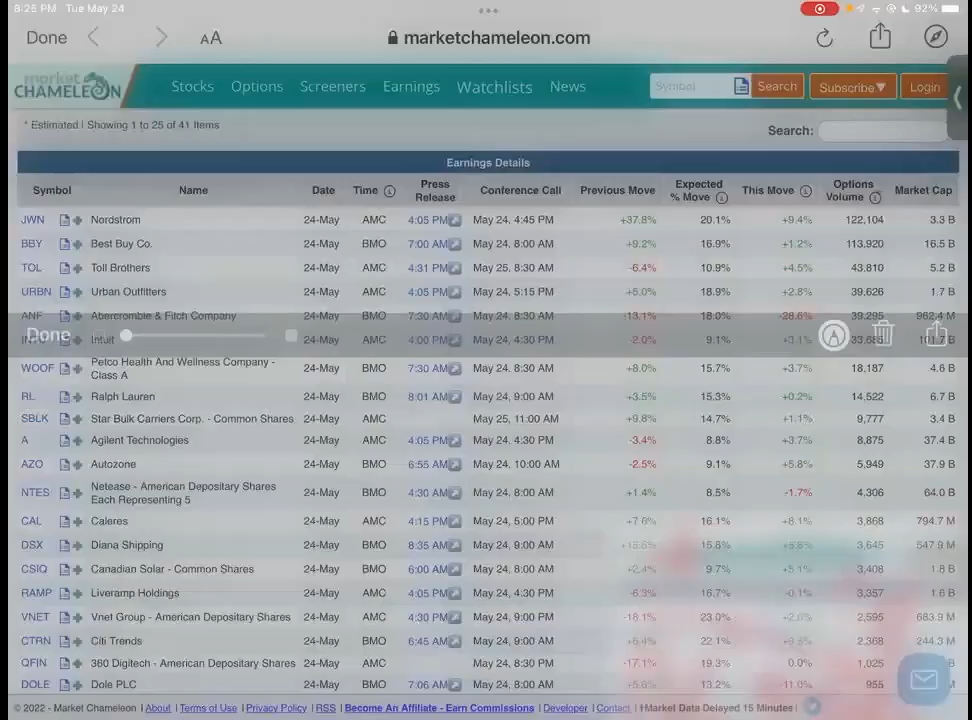 8:25 PM Tue May 24
92%
Done
AA
marketchameleon.com
market CHAMELEON
Stocks Options Screeners Earnings Watchlists News
Symbol Search Subscribe▼ Login
* Estimated | Showing 1 to 25 of 41 Items
Search:
Earnings Details
Symbol Name Date Time Press Release Conference Call Previous Move Expected % Move This Move Options Volume Market Cap
JWN Nordstrom 24-May AMC 4:05 PM May 24, 4:45 PM +37.8% 20.1% +9.4% 122,104 3.3 B
BBY Best Buy Co. 24-May BMO 7:00 AM May 24, 8:00 AM +9.2% 16.9% +1.2% 113,920 16.5 B
TOL Toll Brothers 24-May AMC 4:31 PM May 25, 8:30 AM -6.4% 10.9% +4.5% 43,810 5.2 B
URBN Urban Outfitters 24-May AMC 4:05 PM May 24, 5:15 PM +5.0% 18.9% +2.8% 39,626 1.7 B
ANF Abercrombie & Fitch Company 24-May BMO 7:30 AM May 24, 8:30 AM -13.1% 18.0% -28.6% 39,295 962.4 M
Done
Intuit 24-May AMC 4:00 PM May 24, 4:30 PM -2.0% 9.1% +3.1% 101.7 B
WOOF Petco Health And Wellness Company - Class A 24-May BMO 7:30 AM May 24, 8:00 AM +8.0% 15.7% +3.7% 18,187 4.6 B
RL Ralph Lauren 24-May BMO 8:01 AM May 24, 9:00 AM +3.5% 15.3% +0.2% 14,522 6.7 B
SBLK Star Bulk Carriers Corp. - Common Shares 24-May AMC May 25, 11:00 AM +9.8% 14.7% +1.1% 9,777 3.4 B
A Agilent Technologies 24-May AMC 4:05 PM May 24, 4:30 PM -3.4% 8.8% +3.7% 8,875 37.4 B
AZO Autozone 24-May BMO 6:55 AM May 24, 10:00 AM -2.5% 9.1% +5.8% 5,949 37.9 B
NTES Netease - American Depositary Shares Each Representing 5 24-May BMO 4:30 AM May 24, 8:00 AM +1.4% 8.5% -1.7% 4,306 64.0 B
CAL Caleres 24-May AMC 4:15 PM May 24, 5:00 PM +7.6% 16.1% +8.1% 3,868 794.7 M
DSX Diana Shipping 24-May BMO 8:35 AM May 24, 9:00 AM 15.8% 3,645 547.9 M
CSIQ Canadian Solar - Common Shares 24-May BMO 6:00 AM May 24, 8:00 AM +2.4% 9.7% +5.1% 3,408 1.8 B
RAMP Liveramp Holdings 24-May AMC 4:05 PM May 24, 4:30 PM -6.3% 16.7% -0.1% 3,357 1.6 B
VNET Vnet Group - American Depositary Shares 24-May AMC 4:30 PM May 24, 9:00 PM -18.1% 23.0% 2,595 683.9 M
CTRN Citi Trends 24-May BMO 6:45 AM May 24, 9:00 AM 22.1% 2,368 244.3 M
QFIN 360 Digitech - American Depositary Shares 24-May AMC May 24, 8:30 PM -17.1% 19.3% 0.0% 1,025 B
DOLE Dole PLC 24-May BMO 7:06 AM May 24, 8:00 AM +5.6% 13.2% -11.0% 955
© 2022 - Market Chameleon | About | Terms of Use | Privacy Policy | RSS | Become An Affiliate - Earn Commissions | Developer | Contact | †Market Data Delayed 15 Minutes |